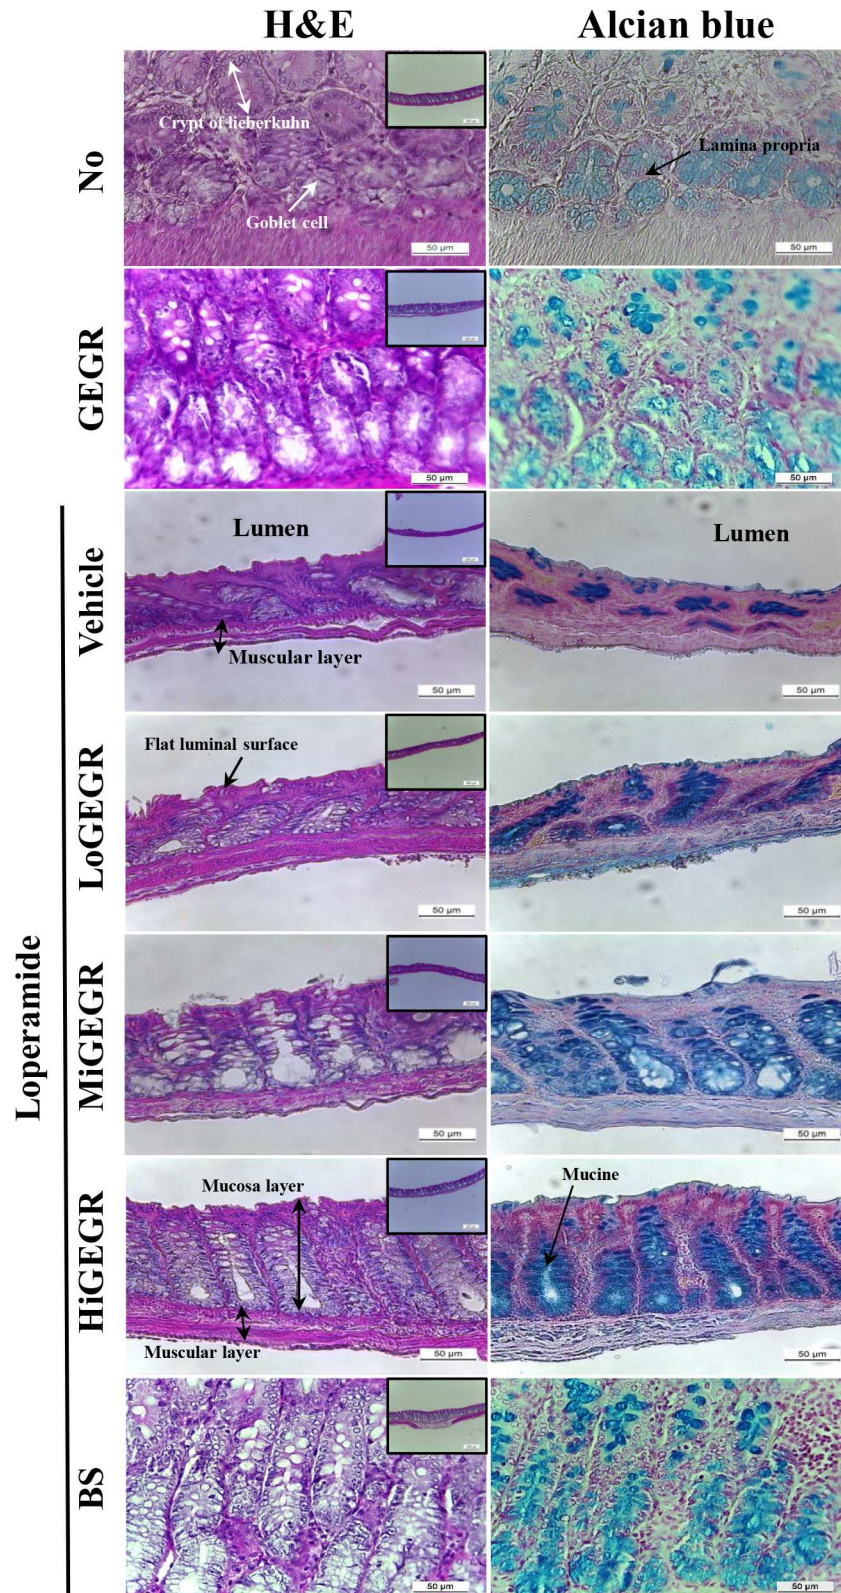 H&E
Alcian blue
No
Crypt of lieberkuhn
Goblet cell
Lamina propria
50 µm
50 µm
GEGR
50 µm
50 µm
Loperamide
Vehicle
Lumen
Lumen
Muscular layer
50 µm
50 µm
LoGEGR
Flat luminal surface
50 µm
50 µm
MiGEGR
50 µm
50 µm
HiGEGR
Mucosa layer
Mucine
Muscular layer
50 µm
50 µm
BS
50 µm
50 µm